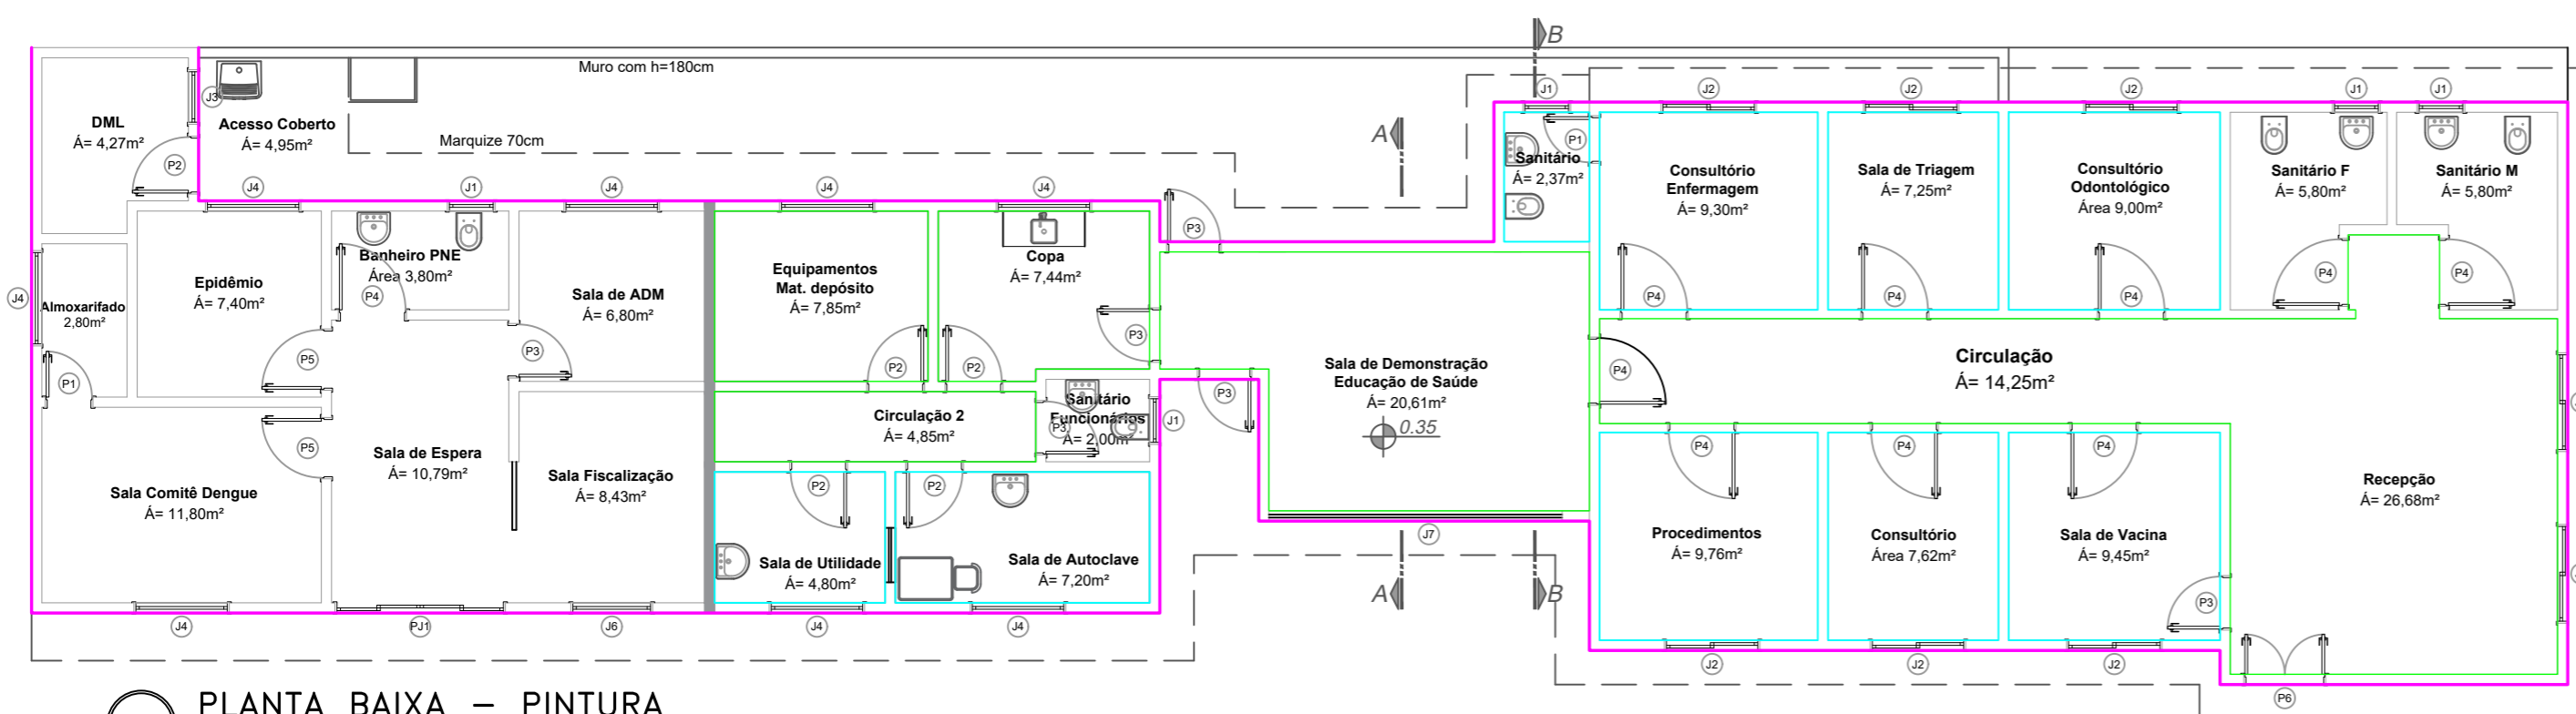 B
Muro com h=180cm
J3
DML
Á= 4,27m²
P2
Acesso Coberto
Á= 4,95m²
Marquize 70cm
A
J1
J2
J2
J2
J1
J1
P1
Sanitário
Á= 2,37m²
Consultório
Enfermagem
Á= 9,30m²
Sala de Triagem
Á= 7,25m²
Consultório
Odontológico
Área 9,00m²
Sanitário F
Á= 5,80m²
Sanitário M
Á= 5,80m²
J4
J1
J4
J4
J4
P3
Banheiro PNE
Área 3,80m²
P4
Epidêmio
Á= 7,40m²
Sala de ADM
Á= 6,80m²
Equipamentos
Mat. depósito
Á= 7,85m²
Copa
Á= 7,44m²
P4
P4
P4
P4
P4
J4
Almoxarifado
2,80m²
P1
P5
P3
P2
P2
P3
P3
Sala de Demonstração
Educação de Saúde
Á= 20,61m²
0.35
P4
Circulação
Á= 14,25m²
P5
Circulação 2
Á= 4,85m²
Sanitário
Funcionários
Á= 2,00m²
P3
J1
Sala de Espera
Á= 10,79m²
Sala Fiscalização
Á= 8,43m²
Sala Comitê Dengue
Á= 11,80m²
P2
P2
P4
P4
P4
Recepção
Á= 26,68m²
Sala de Utilidade
Á= 4,80m²
Sala de Autoclave
Á= 7,20m²
J7
Procedimentos
Á= 9,76m²
Consultório
Área 7,62m²
Sala de Vacina
Á= 9,45m²
P3
A
B
J4
PJ1
J6
J4
J4
J2
J2
J2
P6
PLANTA BAIXA – PINTURA